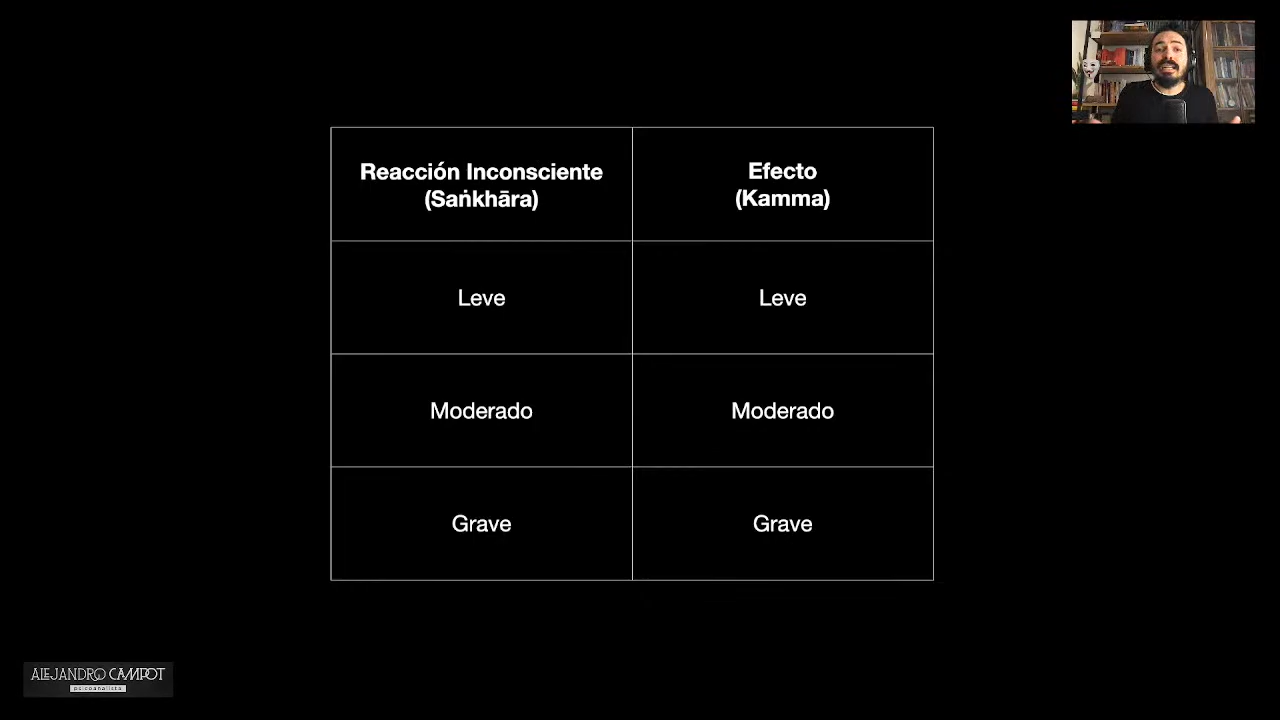 Reacción Inconsciente
(Saṅkhāra)
Efecto
(Kamma)
Leve
Leve
Moderado
Moderado
Grave
Grave
ALEJANDRO CAMPOT
psicoanalista